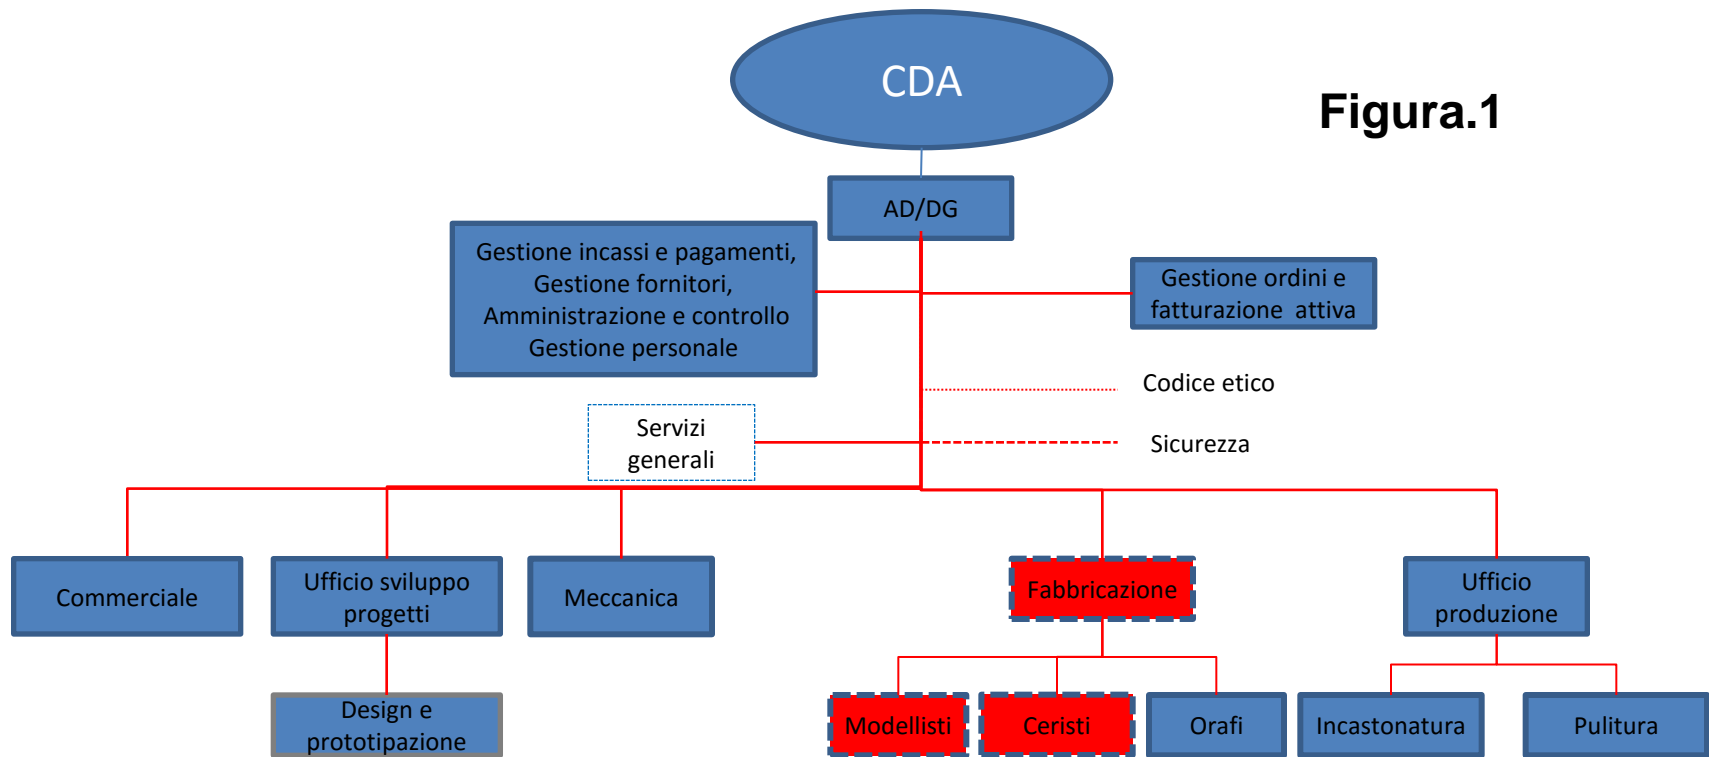 CDA
Figura.1
AD/DG
Gestione incassi e pagamenti,
Gestione fornitori,
Amministrazione e controllo
Gestione personale
Gestione ordini e
fatturazione attiva
Codice etico
Servizi
generali
Sicurezza
Commerciale
Ufficio sviluppo
progetti
Meccanica
Fabbricazione
Ufficio
produzione
Design e
prototipazione
Modellisti
Ceristi
Orafi
Incastonatura
Pulitura